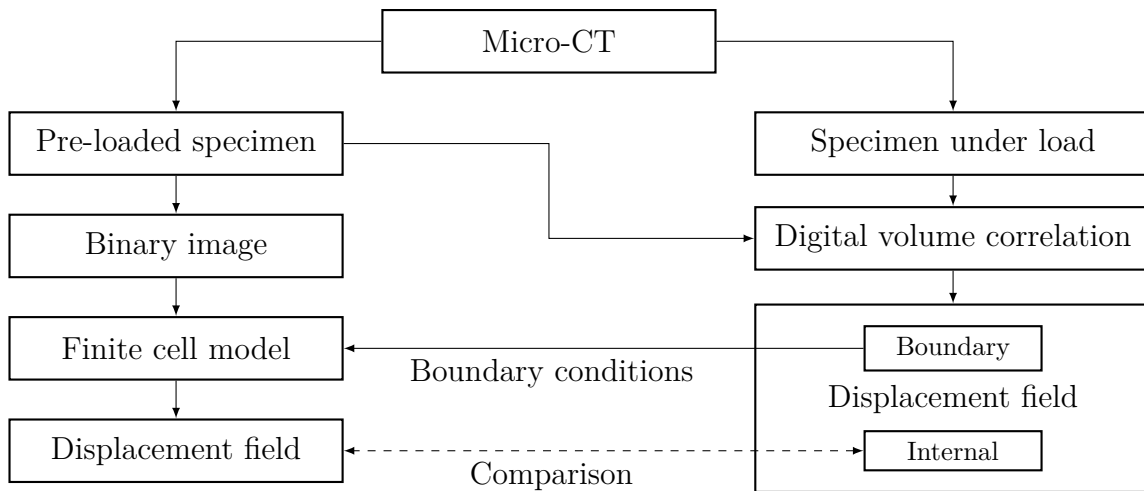 Micro-CT
Pre-loaded specimen
Specimen under load
Binary image
Digital volume correlation
Finite cell model
Boundary
Boundary conditions
Displacement field
Displacement field
Internal
Comparison